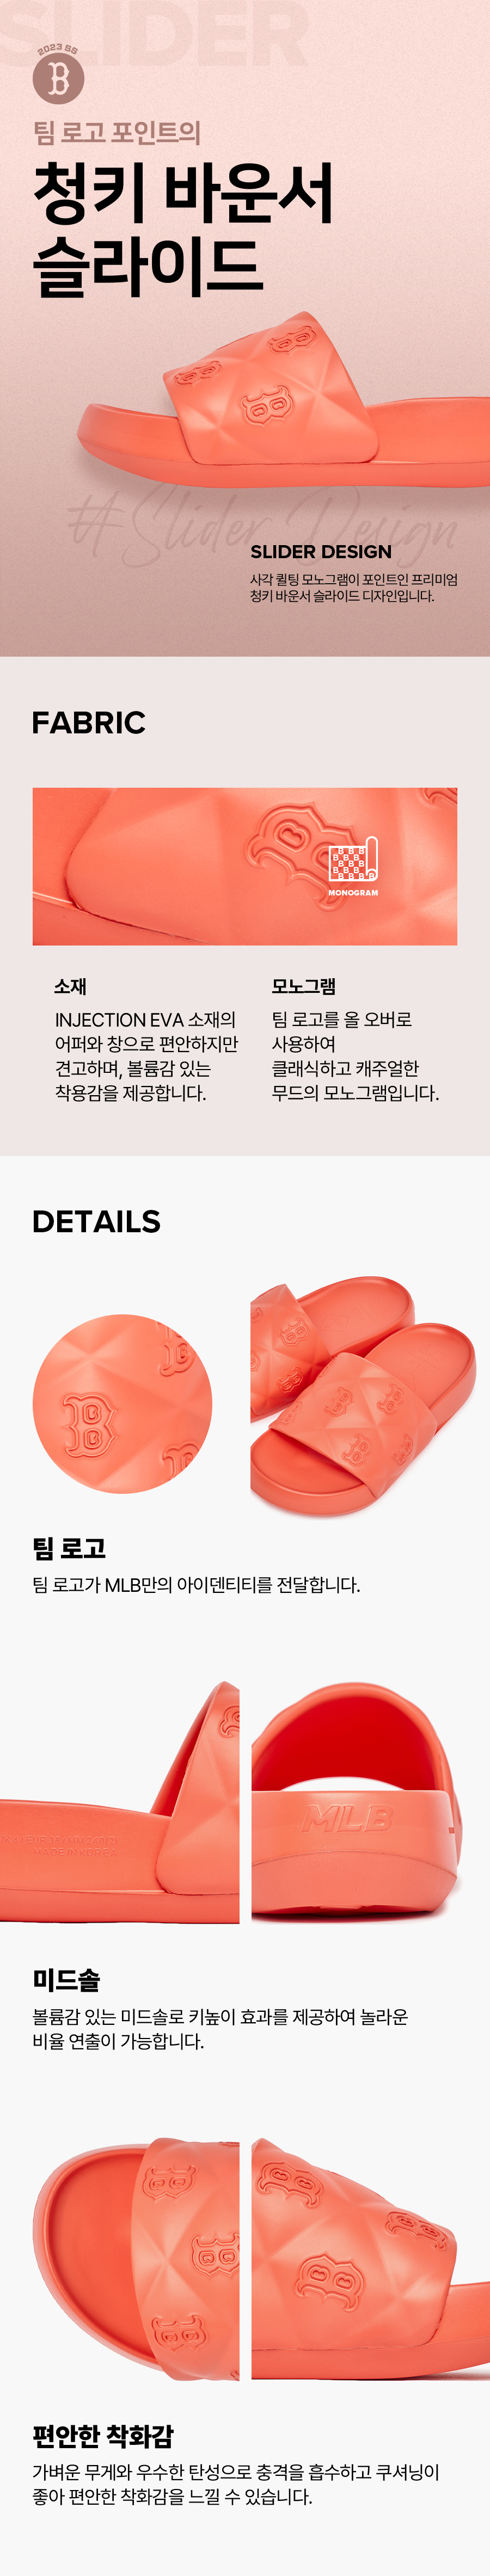 SLIDER
2023 SS
B
팀 로고 포인트의
청키 바운서
슬라이드
#Slider Design
SLIDER DESIGN
사각 퀼팅 모노그램이 포인트인 프리미엄
청키 바운서 슬라이드 디자인입니다.
FABRIC
MONOGRAM
소재
INJECTION EVA 소재의
어퍼와 창으로 편안하지만
견고하며, 볼륨감 있는
착용감을 제공합니다.
모노그램
팀 로고를 올 오버로
사용하여
클래식하고 캐주얼한
무드의 모노그램입니다.
DETAILS
팀 로고
팀 로고가 MLB만의 아이덴티티를 전달합니다.
MADE IN KOREA
MLB
미드솔
볼륨감 있는 미드솔로 키높이 효과를 제공하여 놀라운
비율 연출이 가능합니다.
편안한 착화감
가벼운 무게와 우수한 탄성으로 충격을 흡수하고 쿠셔닝이
좋아 편안한 착화감을 느낄 수 있습니다.